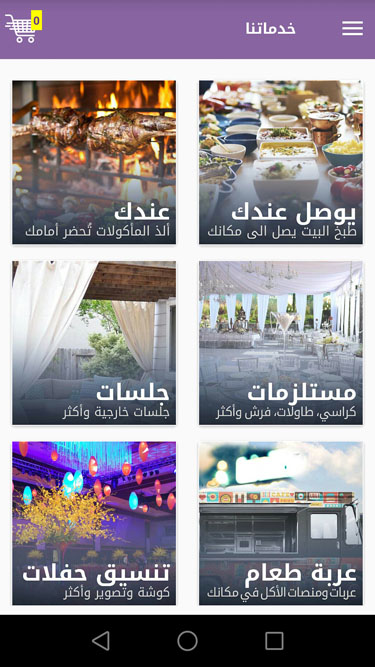 خدماتنا
0
يوصل عندك
طبخ البيت يصل الى مكانك
عندك
ألذ المأكولات تُحضر أمامك
مستلزمات
كراسي، طاولات، فرش وأكثر
جلسات
جلسات خارجية وأكثر
عربة طعام
عربات ومنصات الأكل في مكانك
تنسيق حفلات
كوشة وتصوير وأكثر